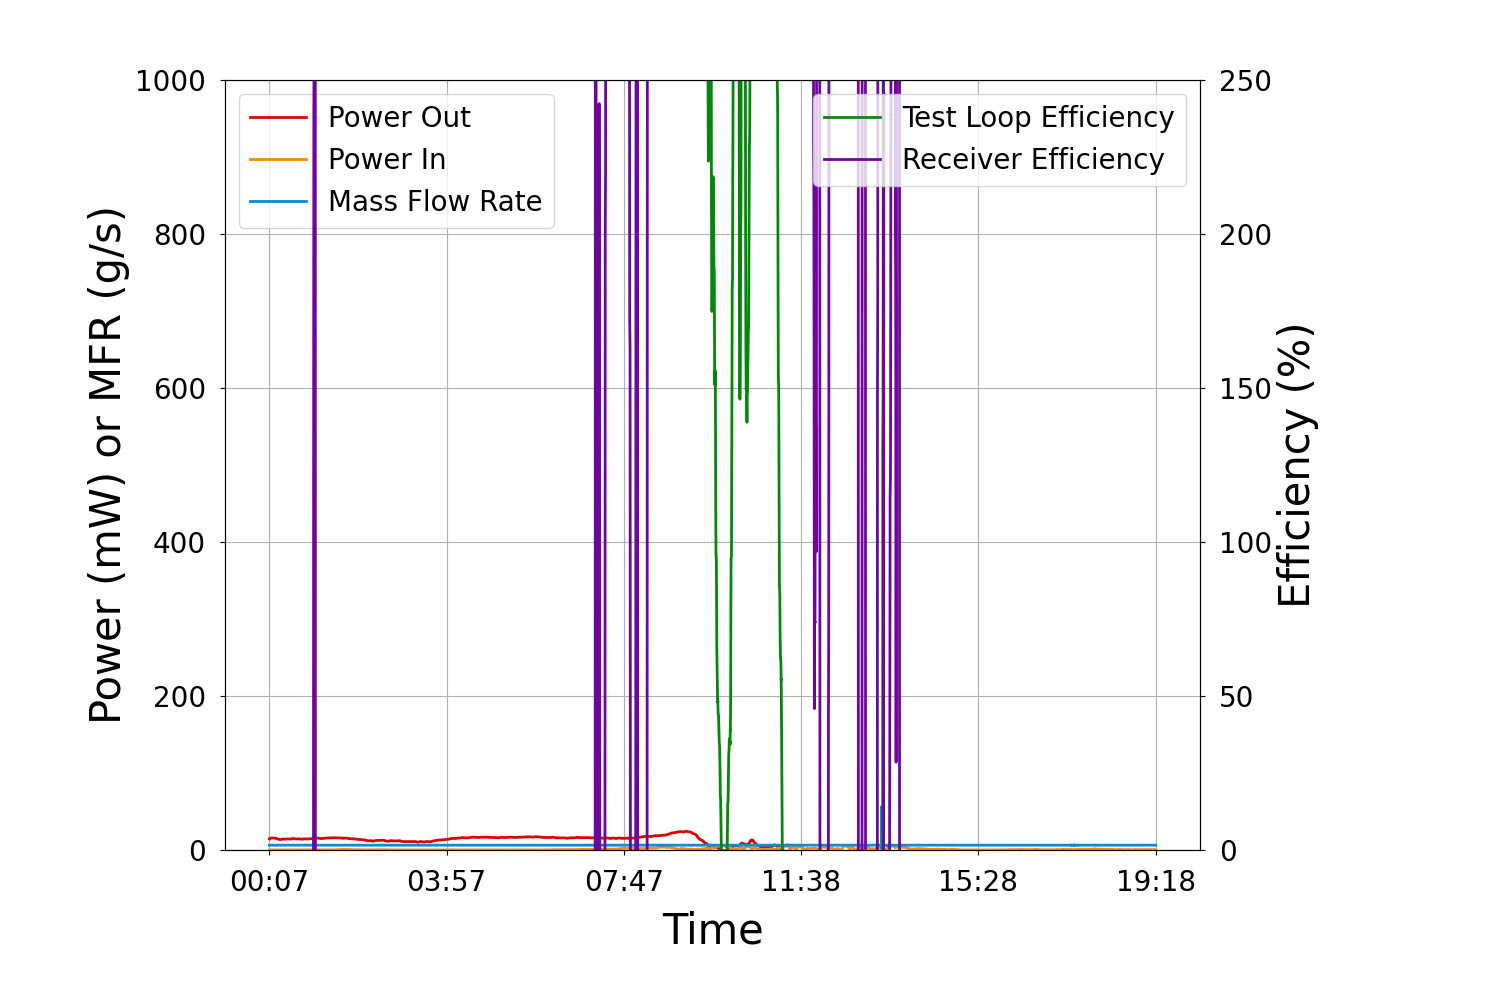 1000
800
600
400
200
0
Power (mW) or MFR (g/s)
Power Out
Power In
Mass Flow Rate
Test Loop Efficiency
Receiver Efficiency
250
200
150
100
50
0
Efficiency (%)
00:07 03:57 07:47 11:38 15:28 19:18
Time